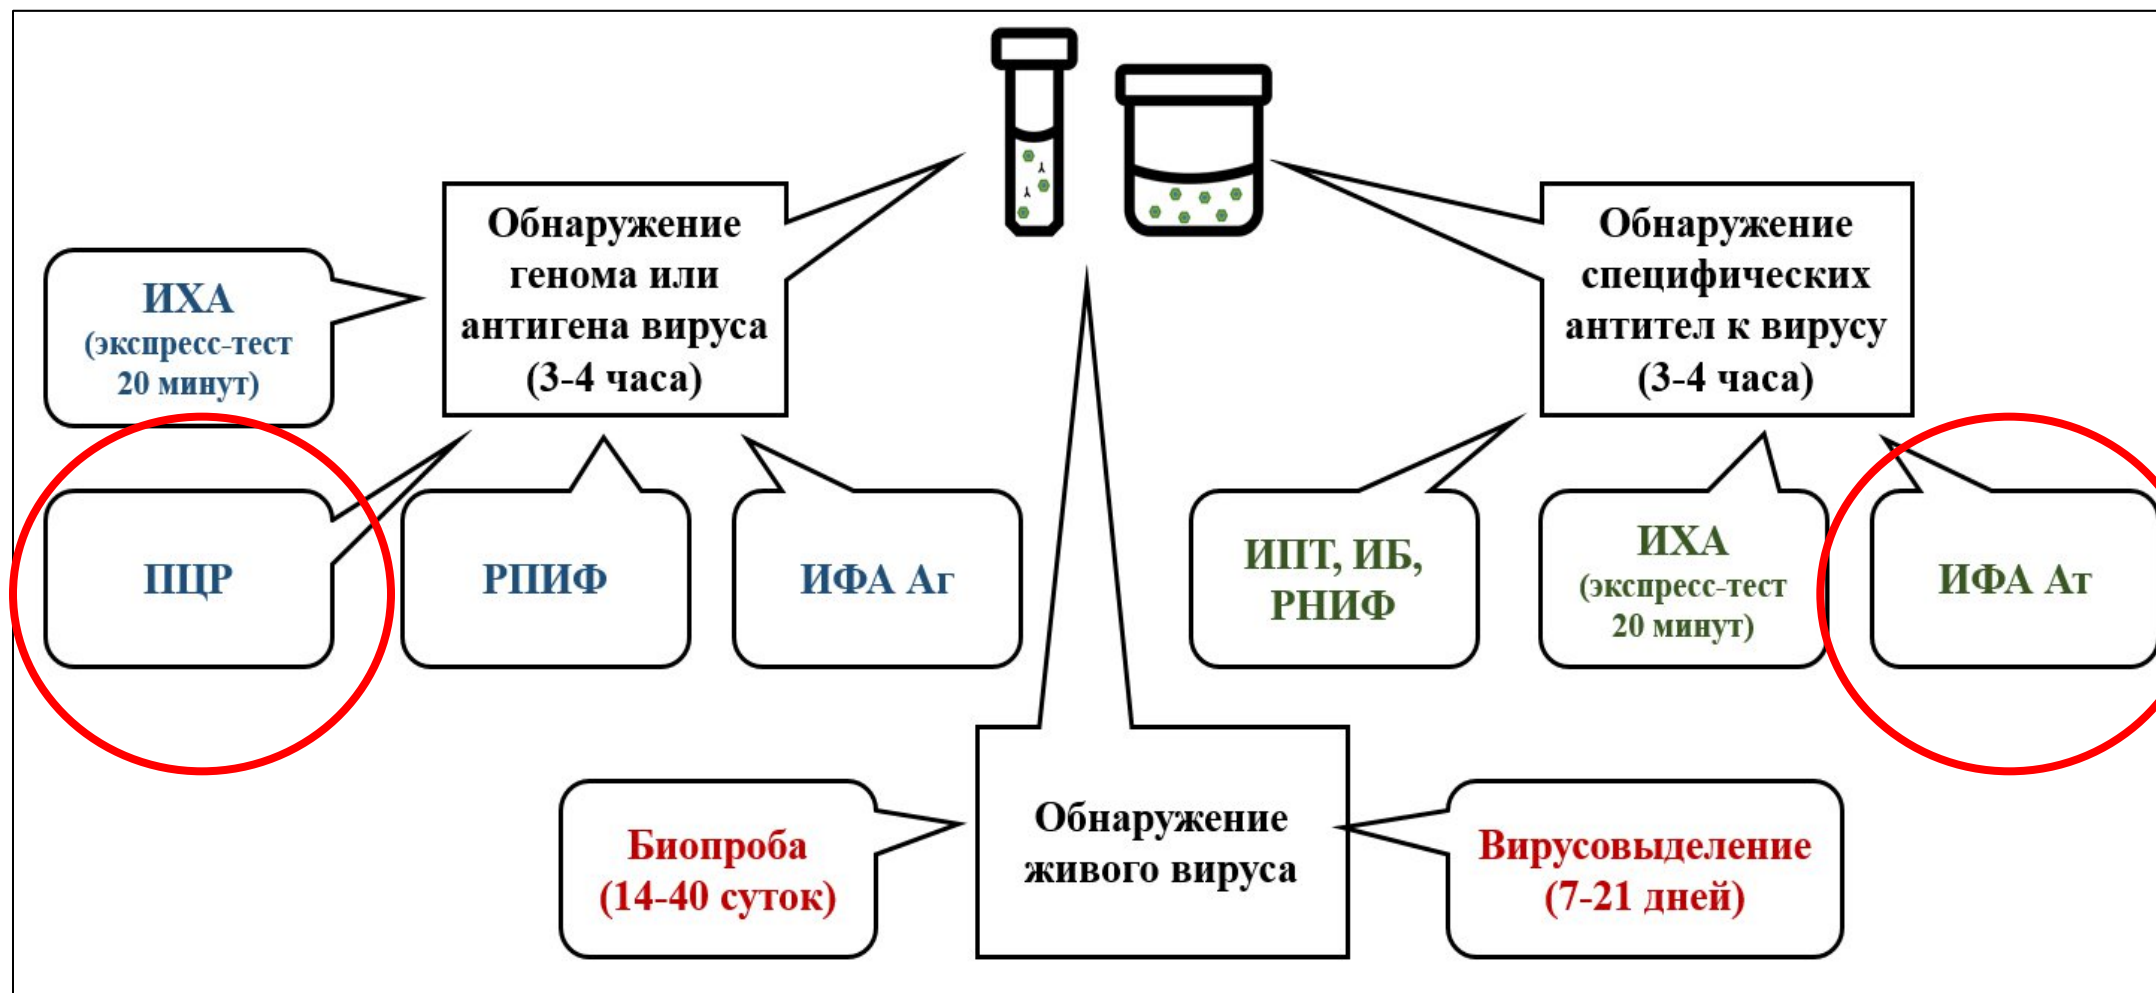 Обнаружение
генома или
антигена вируса
(3-4 часа)
ИХА
(экспресс-тест
20 минут)
ПЦР
РПИФ
ИФА Аг
Обнаружение
специфических
антител к вирусу
(3-4 часа)
ИПТ, ИБ,
РНИФ
ИХА
(экспресс-тест
20 минут)
ИФА Ат
Обнаружение
живого вируса
Биопроба
(14-40 суток)
Вирусовыделение
(7-21 дней)